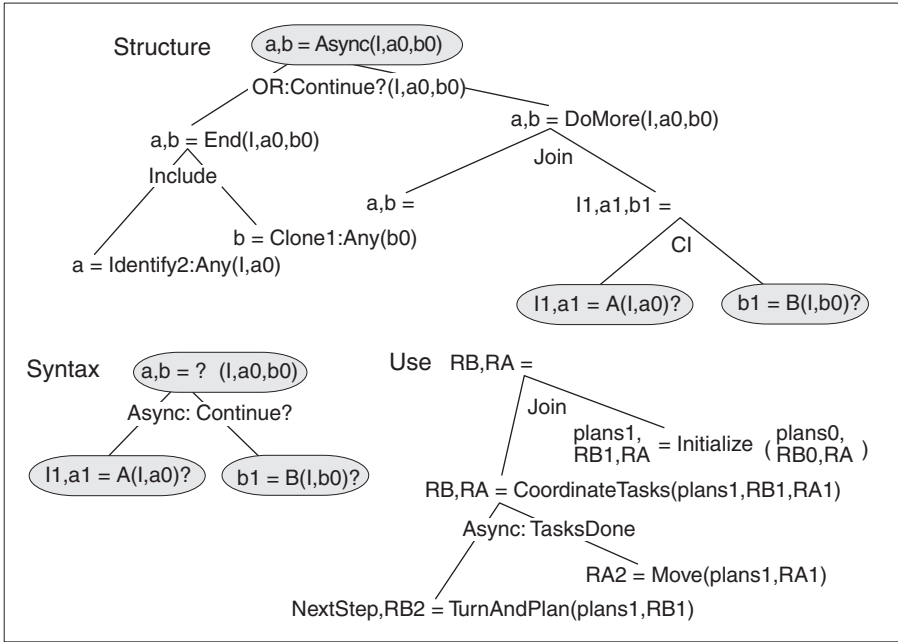 Structure
a,b = Async(I,a0,b0)
OR:Continue?(I,a0,b0)
a,b = End(I,a0,b0)
a,b = DoMore(I,a0,b0)
Include
Join
a,b =
I1,a1,b1 =
b = Clone1:Any(b0)
a = Identify2:Any(I,a0)
CI
I1,a1 = A(I,a0)?
b1 = B(I,b0)?
Syntax
a,b = ? (I,a0,b0)
Async: Continue?
I1,a1 = A(I,a0)?
b1 = B(I,b0)?
Use
RB,RA =
Join
plans1,
RB1,RA
= Initialize
(
plans0,
RB0,RA
)
RB,RA = CoordinateTasks(plans1,RB1,RA1)
Async: TasksDone
RA2 = Move(plans1,RA1)
NextStep,RB2 = TurnAndPlan(plans1,RB1)